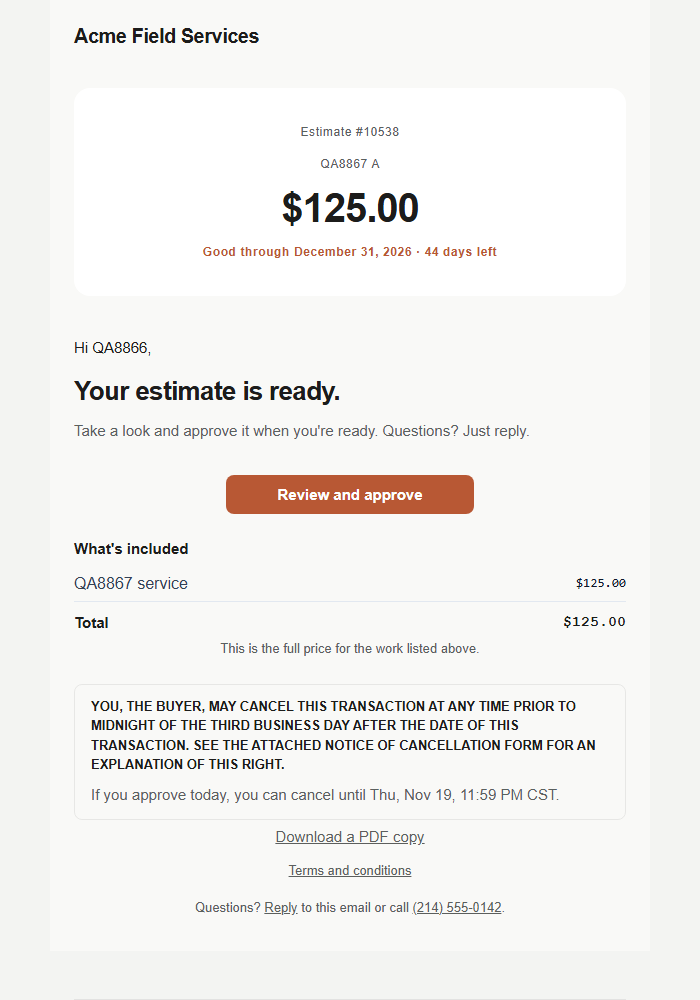 Acme Field Services
Estimate #10538
QA8867 A
$125.00
Good through December 31, 2026 · 44 days left
Hi QA8866,
Your estimate is ready.
Take a look and approve it when you're ready. Questions? Just reply.
Review and approve
What's included
QA8867 service $125.00
Total $125.00
This is the full price for the work listed above.
YOU, THE BUYER, MAY CANCEL THIS TRANSACTION AT ANY TIME PRIOR TO
MIDNIGHT OF THE THIRD BUSINESS DAY AFTER THE DATE OF THIS
TRANSACTION. SEE THE ATTACHED NOTICE OF CANCELLATION FORM FOR AN
EXPLANATION OF THIS RIGHT.
If you approve today, you can cancel until Thu, Nov 19, 11:59 PM CST.
Download a PDF copy
Terms and conditions
Questions? Reply to this email or call (214) 555-0142.